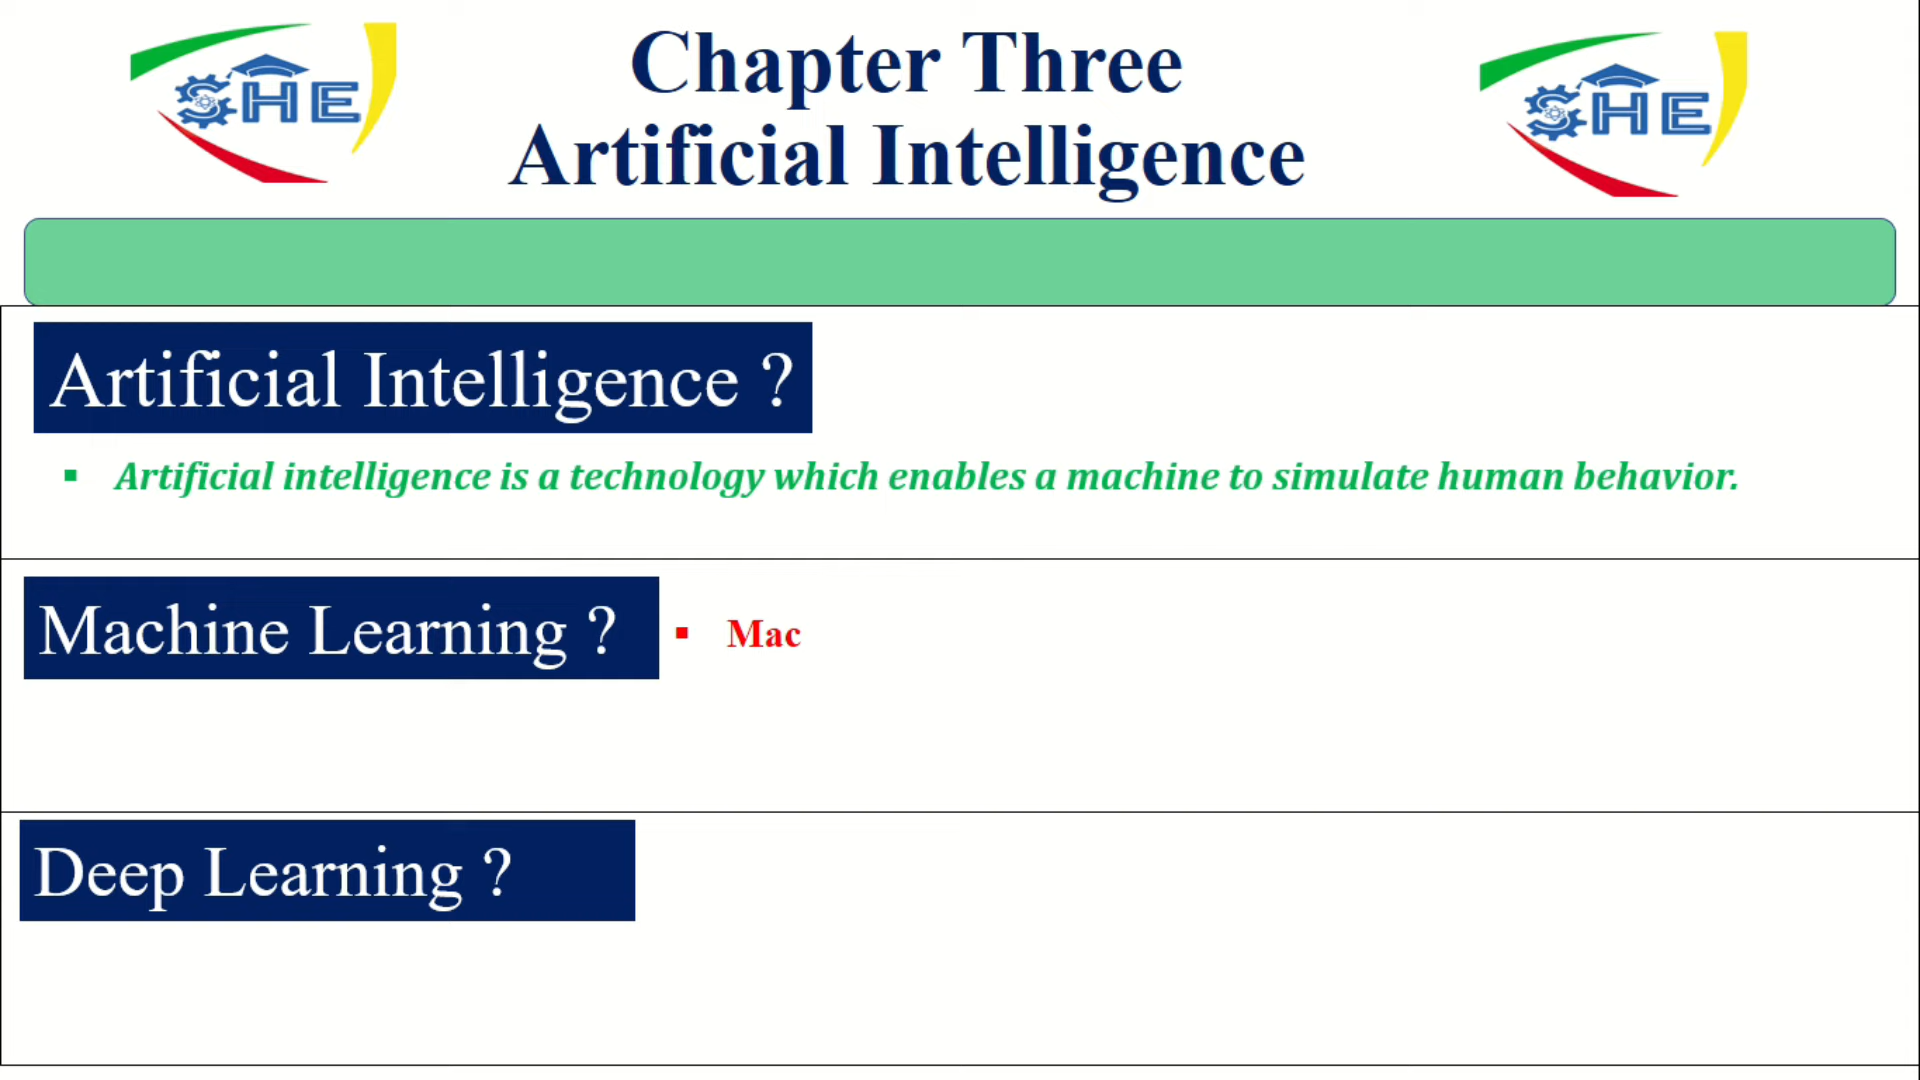 SHE
Chapter Three
SHE
Artificial Intelligence
Artificial Intelligence ?
▪ Artificial intelligence is a technology which enables a machine to simulate human behavior.
Machine Learning ?
▪ Mac
Deep Learning ?